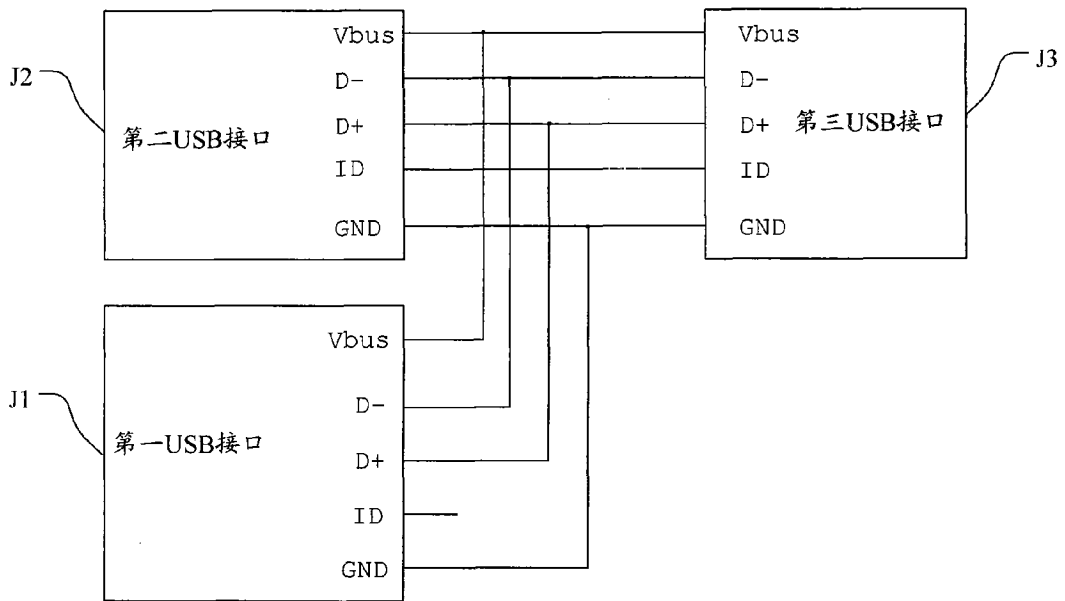 J2
第二USB接口
Vbus
D-
D+
ID
GND
Vbus
D-
D+
ID
GND
第三USB接口
J3
J1
第一USB接口
Vbus
D-
D+
ID
GND